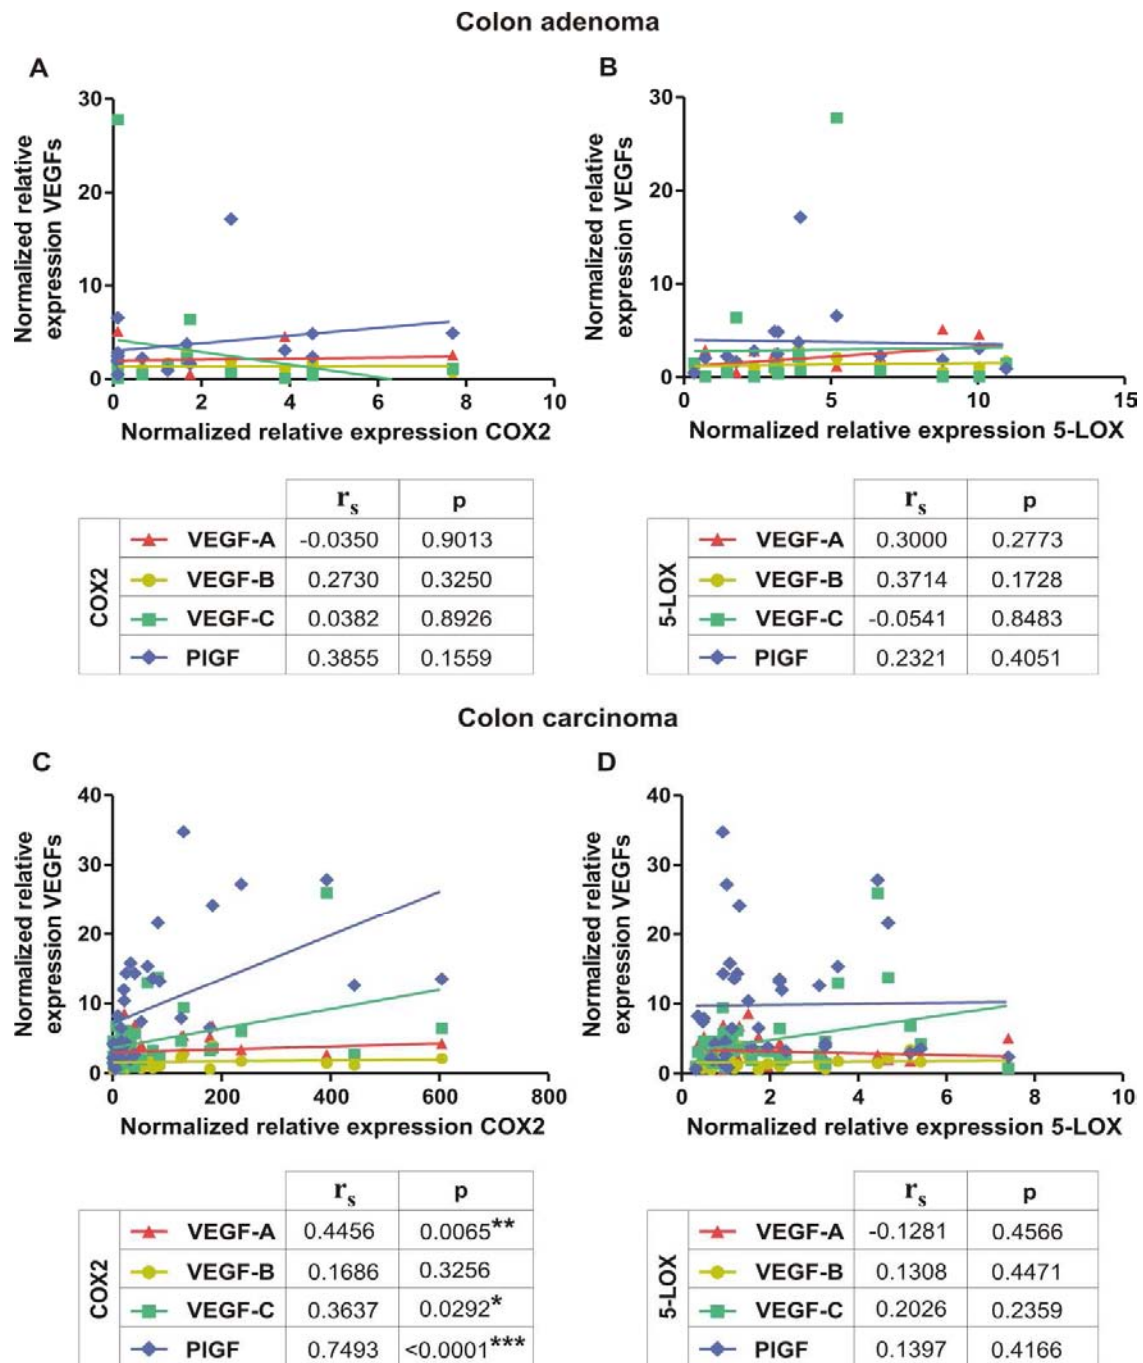 Colon adenoma
A
B
Normalized relative
expression VEGFs
30
20
10
0
0 2 4 6 8 10
Normalized relative expression COX2
Normalized relative
expression VEGFs
30
20
10
0
0 5 10 15
Normalized relative expression 5-LOX
rs p
COX2
VEGF-A -0.0350 0.9013
VEGF-B 0.2730 0.3250
VEGF-C 0.0382 0.8926
PlGF 0.3855 0.1559
rs p
5-LOX
VEGF-A 0.3000 0.2773
VEGF-B 0.3714 0.1728
VEGF-C -0.0541 0.8483
PlGF 0.2321 0.4051
Colon carcinoma
C
D
Normalized relative
expression VEGFs
40
30
20
10
0
0 200 400 600 800
Normalized relative expression COX2
Normalized relative
expression VEGFs
40
30
20
10
0
0 2 4 6 8 10
Normalized relative expression 5-LOX
rs p
COX2
VEGF-A 0.4456 0.0065**
VEGF-B 0.1686 0.3256
VEGF-C 0.3637 0.0292*
PlGF 0.7493 <0.0001***
rs p
5-LOX
VEGF-A -0.1281 0.4566
VEGF-B 0.1308 0.4471
VEGF-C 0.2026 0.2359
PlGF 0.1397 0.4166